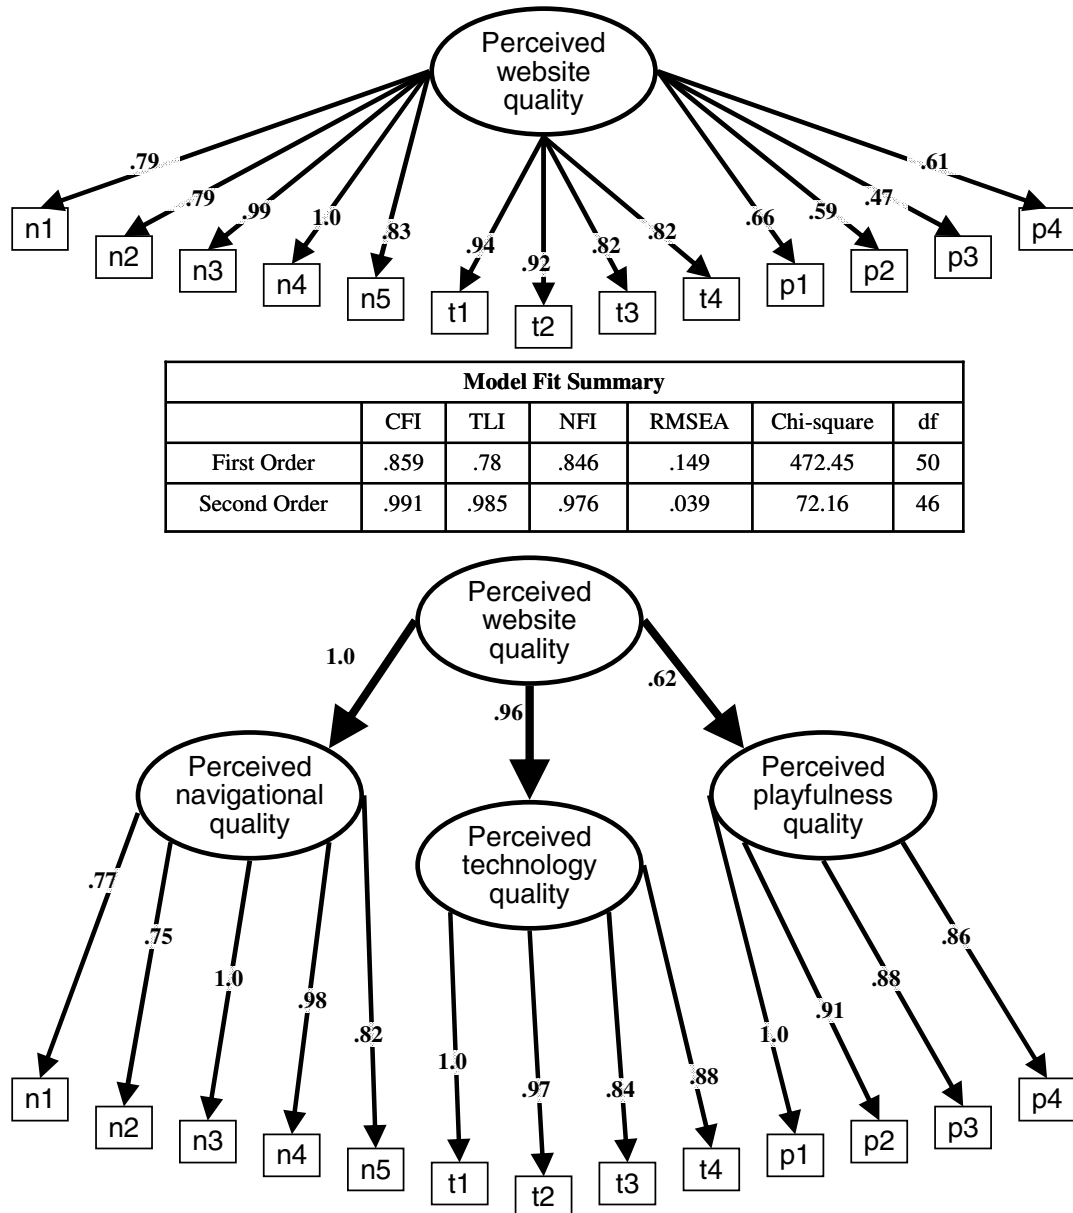 Perceived
website
quality
.79
.79
.99
1.0
.83
.94
.92
.82
.82
.66
.59
.47
.61
n1
n2
n3
n4
n5
t1
t2
t3
t4
p1
p2
p3
p4
Model Fit Summary
CFI TLI NFI RMSEA Chi-square df
First Order .859 .78 .846 .149 472.45 50
Second Order .991 .985 .976 .039 72.16 46
Perceived
website
quality
1.0
.96
.62
Perceived
navigational
quality
Perceived
technology
quality
Perceived
playfulness
quality
.77
.75
1.0
.98
.82
1.0
.97
.84
.88
1.0
.91
.88
.86
n1
n2
n3
n4
n5
t1
t2
t3
t4
p1
p2
p3
p4